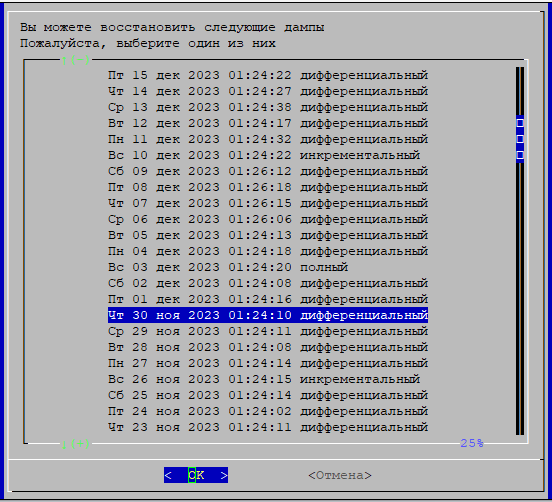 Вы можете восстановить следующие дампы
Пожалуйста, выберите один из них
Пт 15 дек 2023 01:24:22 дифференциальный
Чт 14 дек 2023 01:24:27 дифференциальный
Ср 13 дек 2023 01:24:38 дифференциальный
Вт 12 дек 2023 01:24:17 дифференциальный
Пн 11 дек 2023 01:24:32 дифференциальный
Вс 10 дек 2023 01:24:22 инкрементальный
Сб 09 дек 2023 01:26:12 дифференциальный
Пт 08 дек 2023 01:26:18 дифференциальный
Чт 07 дек 2023 01:26:15 дифференциальный
Ср 06 дек 2023 01:26:06 дифференциальный
Вт 05 дек 2023 01:24:13 дифференциальный
Пн 04 дек 2023 01:24:18 дифференциальный
Вс 03 дек 2023 01:24:20 полный
Сб 02 дек 2023 01:24:08 дифференциальный
Пт 01 дек 2023 01:24:16 дифференциальный
Чт 30 ноя 2023 01:24:10 дифференциальный
Ср 29 ноя 2023 01:24:11 дифференциальный
Вт 28 ноя 2023 01:24:08 дифференциальный
Пн 27 ноя 2023 01:24:14 дифференциальный
Вс 26 ноя 2023 01:24:15 инкрементальный
Сб 25 ноя 2023 01:24:14 дифференциальный
Пт 24 ноя 2023 01:24:02 дифференциальный
Чт 23 ноя 2023 01:24:11 дифференциальный
25%
< OK > <Отмена>